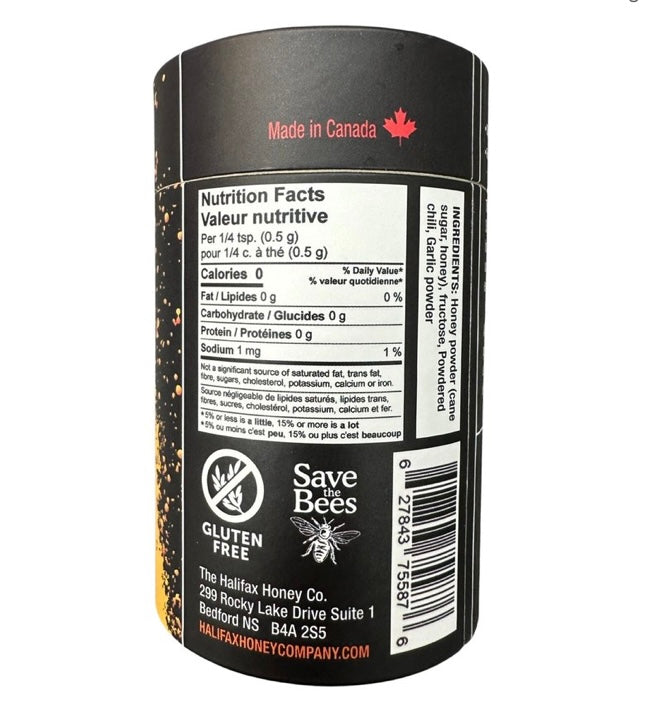 Made in Canada
Nutrition Facts
Valeur nutritive
Per 1/4 tsp. (0.5 g)
pour 1/4 c. à thé (0.5 g)
Calories 0
% Daily Value*
% valeur quotidienne*
Fat / Lipides 0 g 0 %
Carbohydrate / Glucides 0 g
Protein / Protéines 0 g
Sodium 1 mg 1 %
Not a significant source of saturated fat, trans fat,
fibre, sugars, cholesterol, potassium, calcium or iron.
Source négligeable de lipides saturés, lipides trans,
fibres, sucres, cholestérol, potassium, calcium et fer.
*5% or less is a little, 15% or more is a lot
*5% ou moins c'est peu, 15% ou plus c'est beaucoup
INGREDIENTS: Honey powder (cane
sugar, honey), fructose, Powdered
chili, Garlic powder
GLUTEN
FREE
Save
the
Bees
6 27843 75587 6
The Halifax Honey Co.
299 Rocky Lake Drive Suite 1
Bedford NS B4A 2S5
HALIFAXHONEYCOMPANY.COM